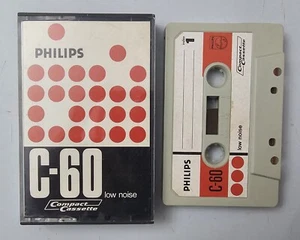 PHILIPS
C-60
low noise
Compact
Cassette
1
Compact
Cassette
PHILIPS
C-60
low noise